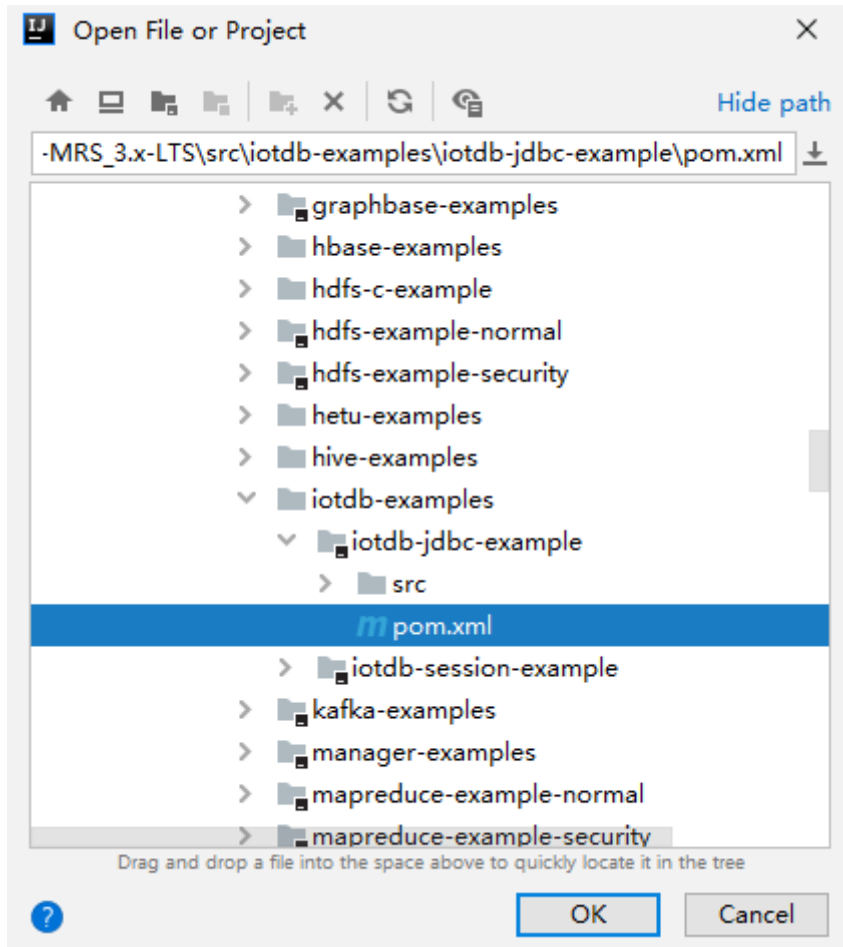 IJ Open File or Project
Hide path
-MRS_3.x-LTS\src\iotdb-examples\iotdb-jdbc-example\pom.xml
graphbase-examples
hbase-examples
hdfs-c-example
hdfs-example-normal
hdfs-example-security
hetu-examples
hive-examples
iotdb-examples
iotdb-jdbc-example
src
m pom.xml
iotdb-session-example
kafka-examples
manager-examples
mapreduce-example-normal
mapreduce-example-security
Drag and drop a file into the space above to quickly locate it in the tree
? OK Cancel